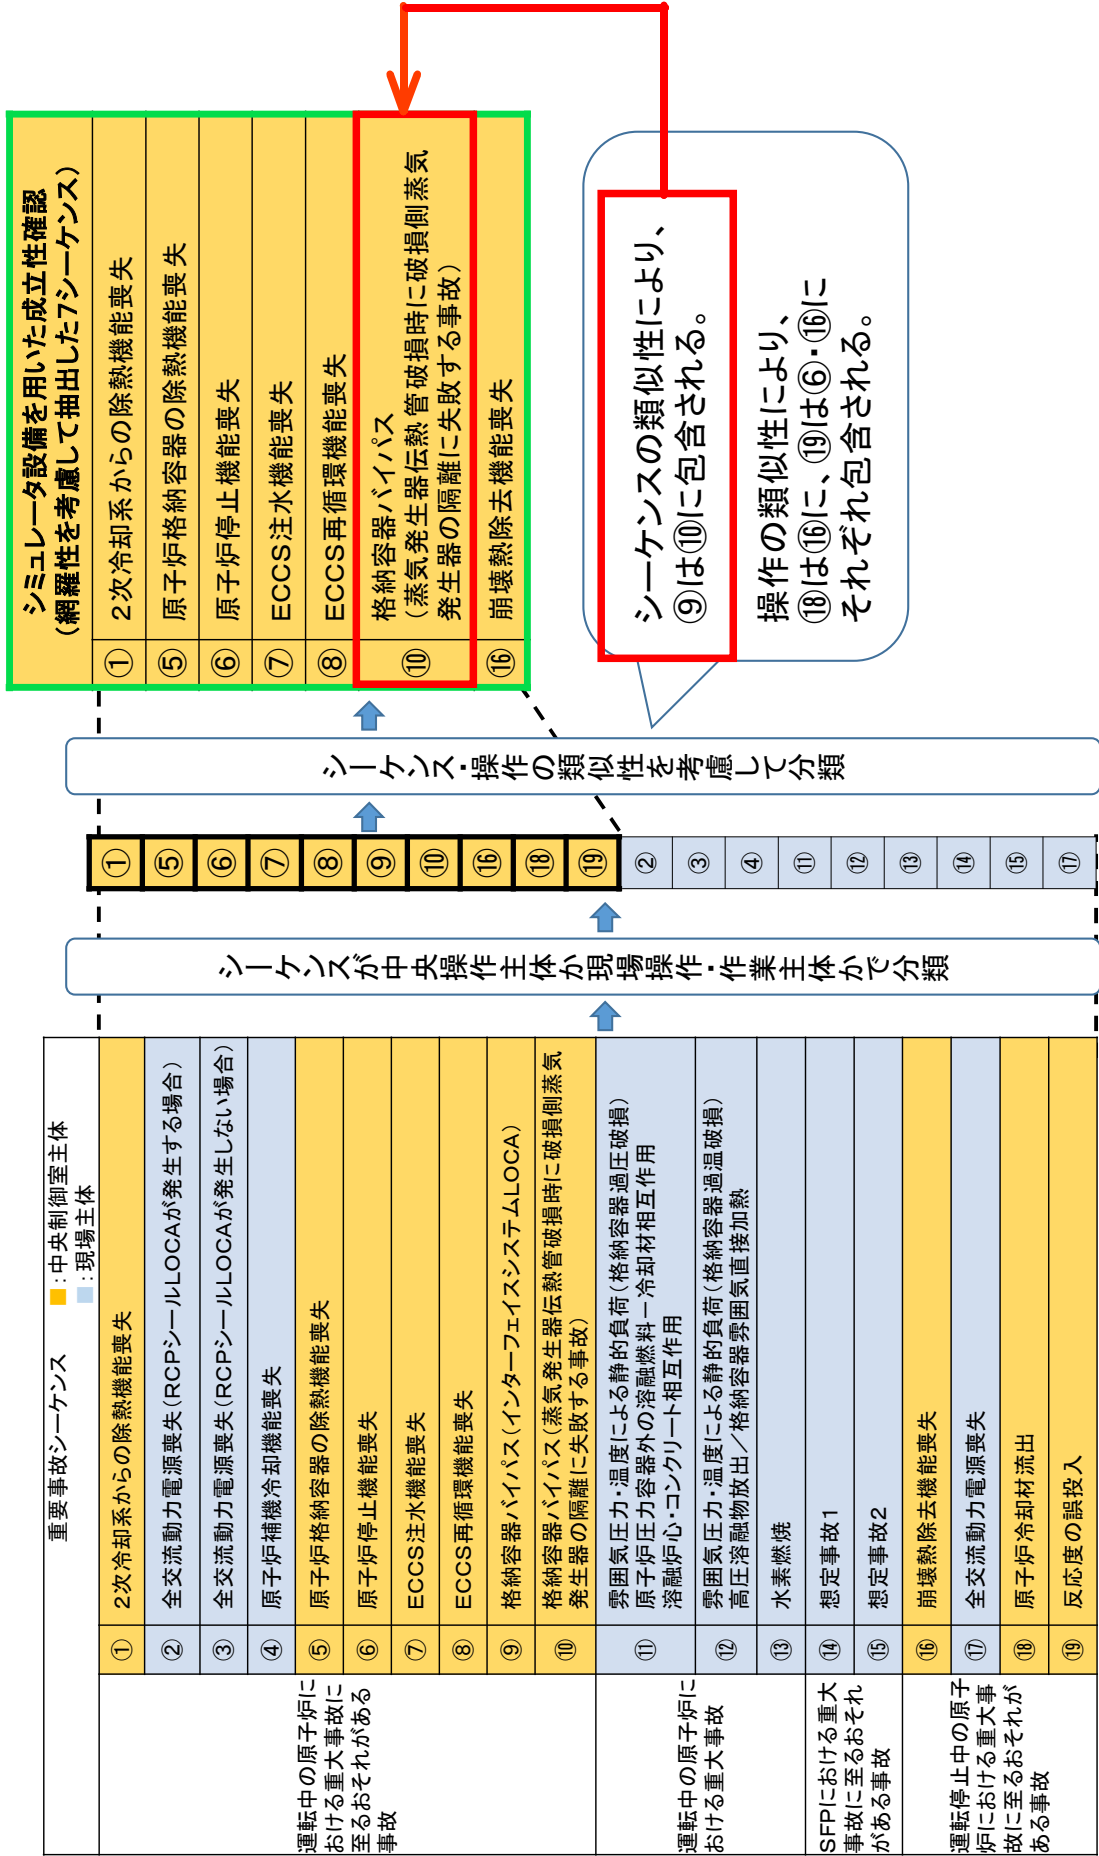 重要事故シーケンス
■:中央制御室主体
■:現場主体
運転中の原子炉に
おける重大事故に
至るおそれがある
事故
① 2次冷却系からの除熱機能喪失
② 全交流動力電源喪失(RCPシールLOCAが発生する場合)
③ 全交流動力電源喪失(RCPシールLOCAが発生しない場合)
④ 原子炉補機冷却機能喪失
⑤ 原子炉格納容器の除熱機能喪失
⑥ 原子炉停止機能喪失
⑦ ECCS注水機能喪失
⑧ ECCS再循環機能喪失
⑨ 格納容器バイパス(インターフェイスシステムLOCA)
⑩ 格納容器バイパス(蒸気発生器伝熱管破損時に破損側蒸気
発生器の隔離に失敗する事故)
運転中の原子炉に
おける重大事故
⑪ 雰囲気圧力・温度による静的負荷(格納容器過圧破損)
原子炉圧力容器外の溶融燃料-冷却材相互作用
溶融炉心・コンクリート相互作用
⑫ 雰囲気圧力・温度による静的負荷(格納容器過温破損)
高圧溶融物放出/格納容器雰囲気直接加熱
⑬ 水素燃焼
SFPにおける重大
事故に至るおそれ
がある事故
⑭ 想定事故1
⑮ 想定事故2
運転停止中の原子
炉における重大事
故に至るおそれが
ある事故
⑯ 崩壊熱除去機能喪失
⑰ 全交流動力電源喪失
⑱ 原子炉冷却材流出
⑲ 反応度の誤投入
シーケンスが中央操作主体か現場操作・作業主体かで分類
①
⑤
⑥
⑦
⑧
⑨
⑩
⑯
⑱
⑲
②
③
④
⑪
⑫
⑬
⑭
⑮
⑰
シーケンス・操作の類似性を考慮して分類
シミュレータ設備を用いた成立性確認
(網羅性を考慮して抽出した7シーケンス)
① 2次冷却系からの除熱機能喪失
⑤ 原子炉格納容器の除熱機能喪失
⑥ 原子炉停止機能喪失
⑦ ECCS注水機能喪失
⑧ ECCS再循環機能喪失
⑩ 格納容器バイパス
(蒸気発生器伝熱管破損時に破損側蒸気
発生器の隔離に失敗する事故)
⑯ 崩壊熱除去機能喪失
シーケンスの類似性により、
⑨は⑩に包含される。
操作の類似性により、
⑱は⑯に、⑲は⑥・⑯に
それぞれ包含される。